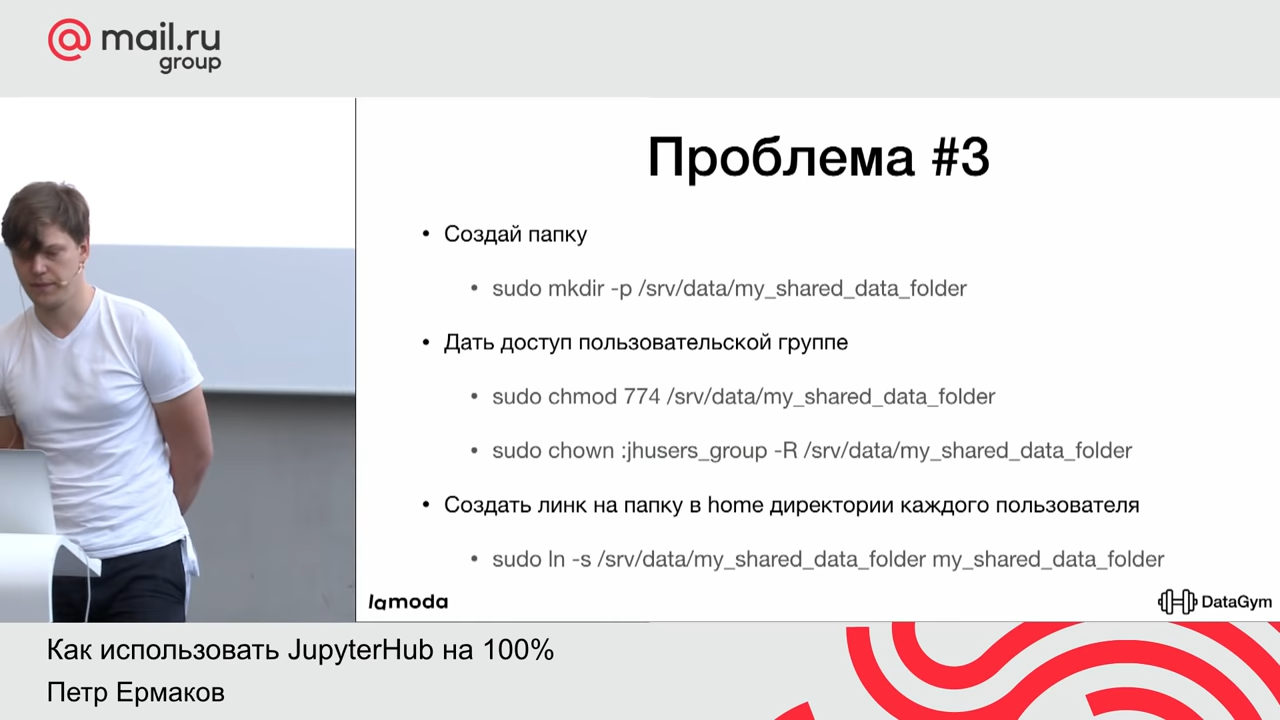 mail.ru
group
Проблема #3
• Создай папку
• sudo mkdir -p /srv/data/my_shared_data_folder
• Дать доступ пользовательской группе
• sudo chmod 774 /srv/data/my_shared_data_folder
• sudo chown :jhusers_group -R /srv/data/my_shared_data_folder
• Создать линк на папку в home директории каждого пользователя
• sudo ln -s /srv/data/my_shared_data_folder my_shared_data_folder
lamoda
DataGym
Как использовать JupyterHub на 100%
Петр Ермаков